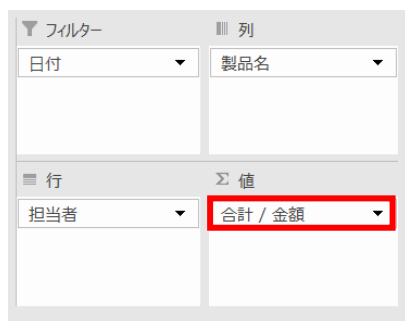 フィルター
列
日付
製品名
行
Σ 値
担当者
合計 / 金額